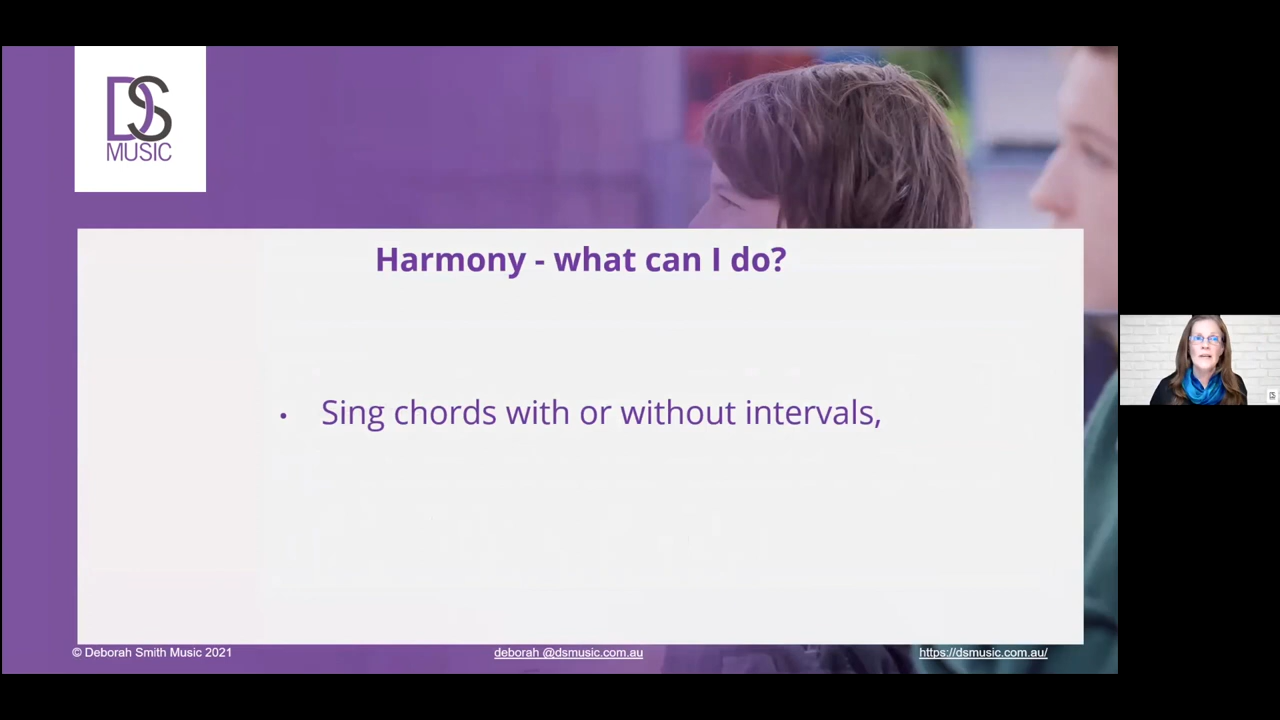 DS
MUSIC
Harmony - what can I do?
• Sing chords with or without intervals,
© Deborah Smith Music 2021
deborah @dsmusic.com.au
https://dsmusic.com.au/